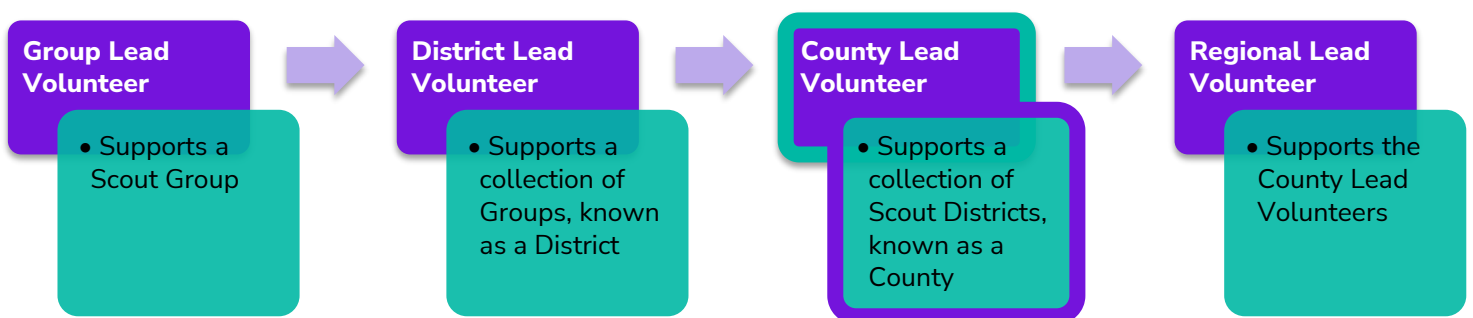 Group Lead
Volunteer
• Supports a
Scout Group
District Lead
Volunteer
• Supports a
collection of
Groups, known
as a District
County Lead
Volunteer
• Supports a
collection of
Scout Districts,
known as a
County
Regional Lead
Volunteer
• Supports the
County Lead
Volunteers